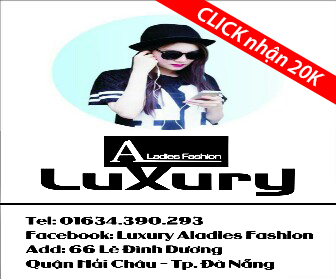 CLICK nhận 20K
A Ladies Fashion
Luxury
Tel: 01634.390.293
Facebook: Luxury Aladies Fashion
Add: 66 Lê Đình Dương
Quận Hải Châu - Tp. Đà Nẵng